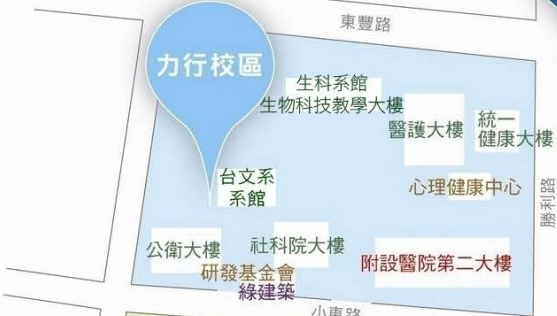 東豐路
力行校區
生科系館
生物科技教學大樓
醫護大樓
統一
健康大樓
台文系
系館
心理健康中心
勝利路
公衛大樓
社科院大樓
研發基金會
綠建築
附設醫院第二大樓
小東路